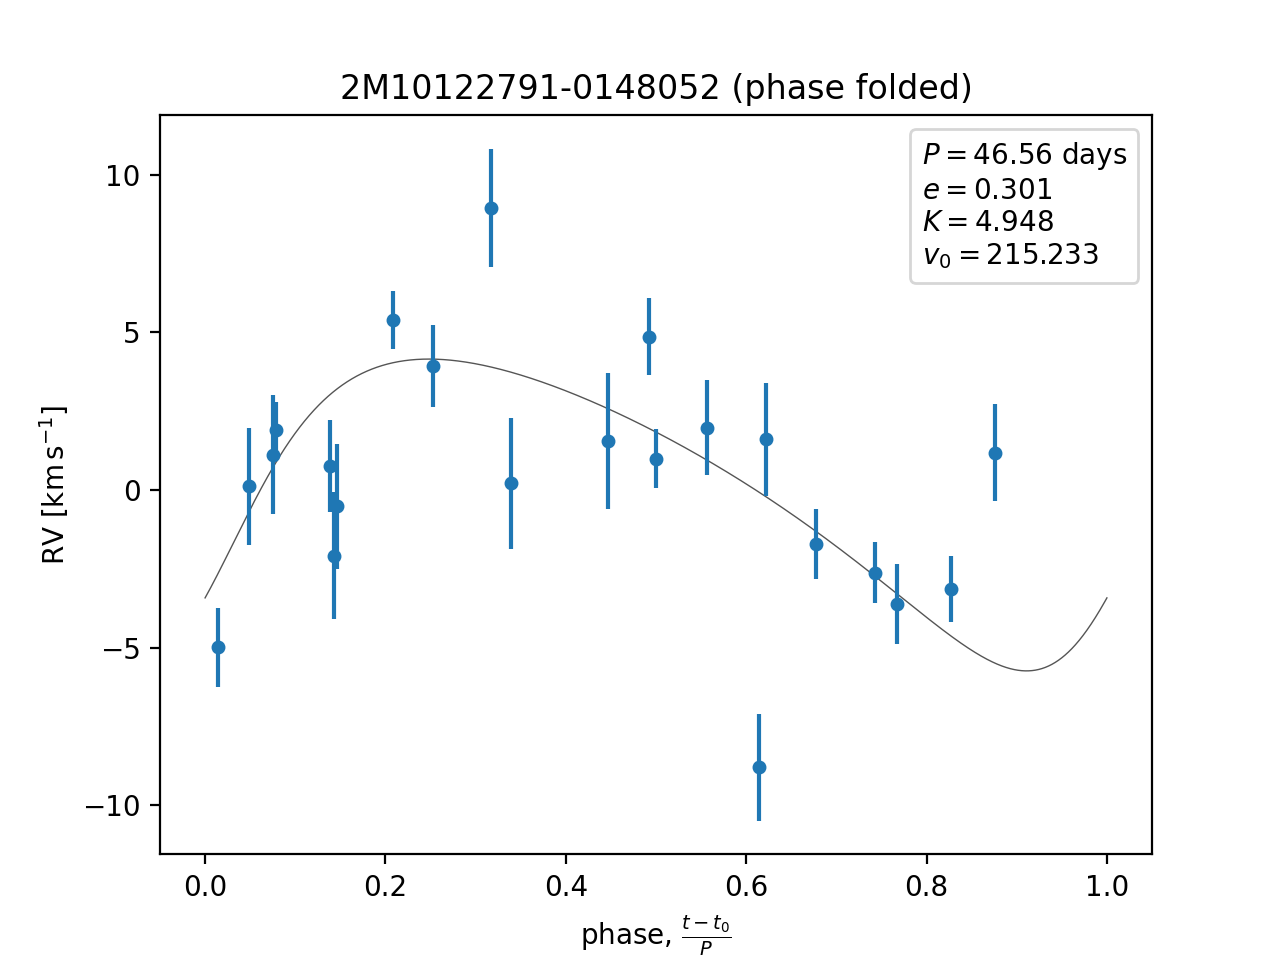 2M10122791-0148052 (phase folded)
P = 46.56 days
e = 0.301
K = 4.948
v₀ = 215.233
10
5
0
−5
−10
RV [km s⁻¹]
0.0 0.2 0.4 0.6 0.8 1.0
phase, (t − t₀)/P